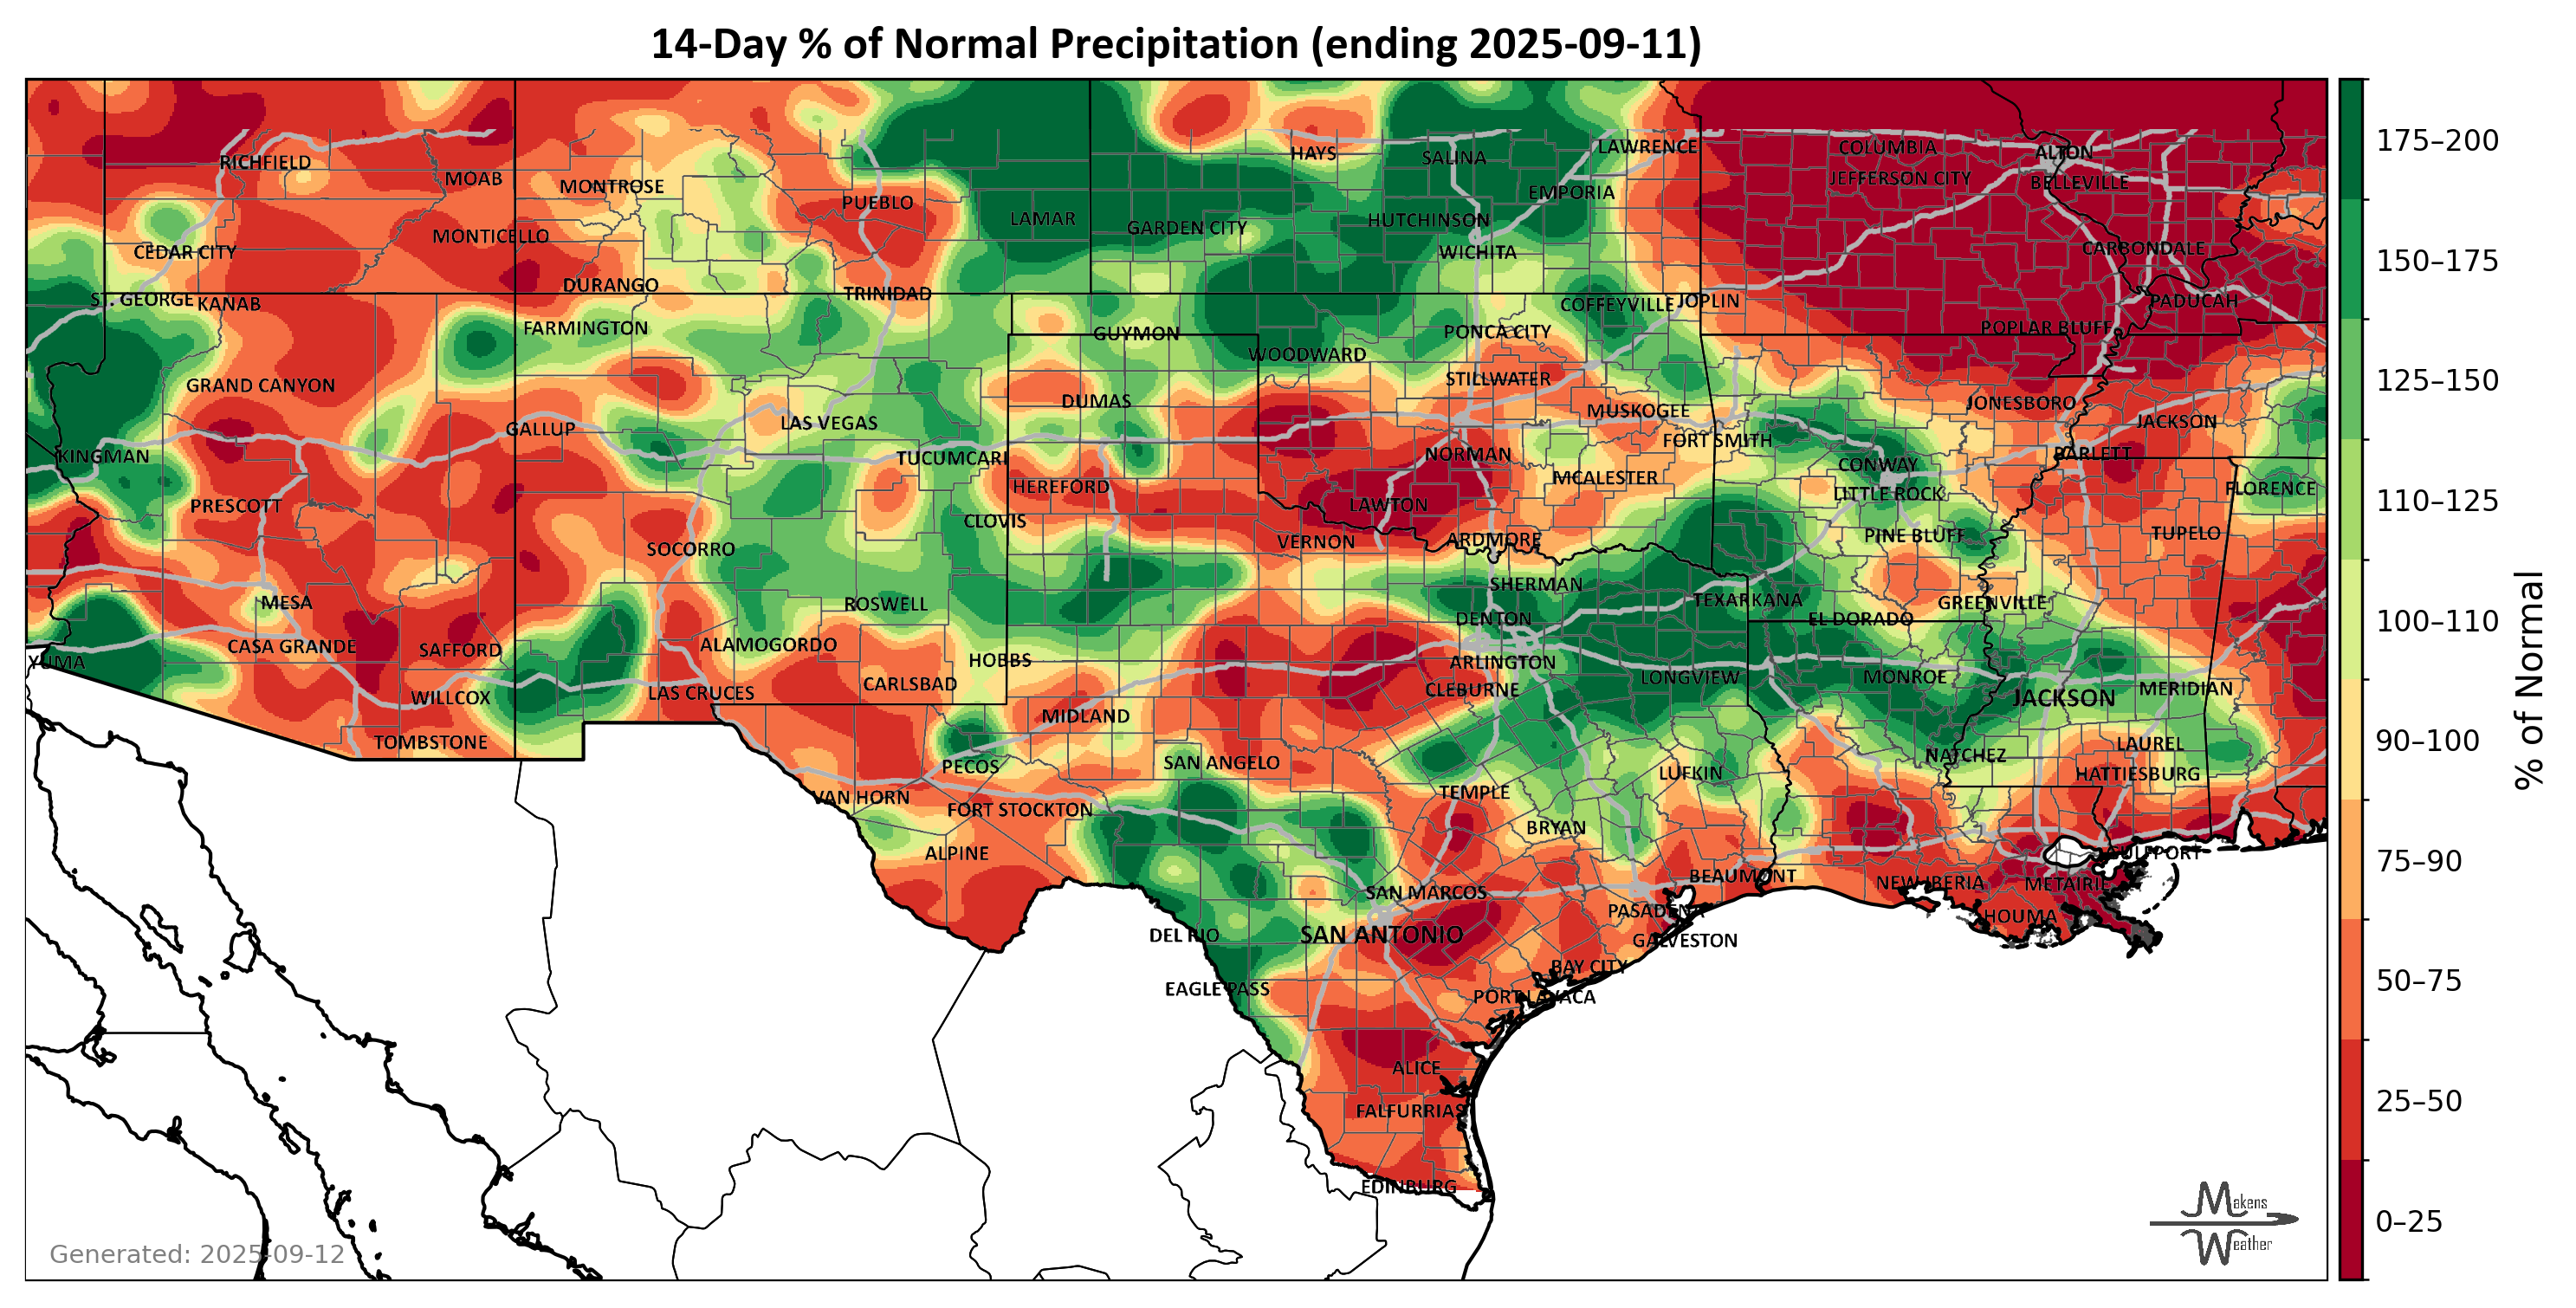 14-Day % of Normal Precipitation (ending 2025-09-11)
HAYS
SALINA
LAWRENCE
COLUMBIA
ALTON
RICHFIELD
MOAB
MONTROSE
PUEBLO
LAMAR
GARDEN CITY
HUTCHINSON
EMPORIA
JEFFERSON CITY
BELLEVILLE
CEDAR CITY
MONTICELLO
WICHITA
CARBONDALE
ST. GEORGE
KANAB
DURANGO
TRINIDAD
COFFEYVILLE
JOPLIN
PADUCAH
FARMINGTON
GUYMON
WOODWARD
PONCA CITY
POPLAR BLUFF
GRAND CANYON
DUMAS
STILLWATER
MUSKOGEE
JONESBORO
JACKSON
GALLUP
LAS VEGAS
FORT SMITH
KINGMAN
TUCUMCARI
NORMAN
CONWAY
BARLETT
HEREFORD
MCALESTER
LITTLE ROCK
FLORENCE
PRESCOTT
CLOVIS
LAWTON
VERNON
ARDMORE
PINE BLUFF
TUPELO
SOCORRO
SHERMAN
MESA
ROSWELL
DENTON
TEXARKANA
GREENVILLE
EL DORADO
CASA GRANDE
SAFFORD
ALAMOGORDO
HOBBS
ARLINGTON
YUMA
WILLCOX
LAS CRUCES
CARLSBAD
CLEBURNE
LONGVIEW
MONROE
JACKSON
MERIDIAN
TOMBSTONE
MIDLAND
PECOS
SAN ANGELO
LUFKIN
NATCHEZ
LAUREL
HATTIESBURG
VAN HORN
FORT STOCKTON
TEMPLE
BRYAN
ALPINE
GULFPORT
SAN MARCOS
BEAUMONT
NEW IBERIA
METAIRIE
PASADENA
HOUMA
DEL RIO
SAN ANTONIO
GALVESTON
EAGLE PASS
BAY CITY
PORT LAVACA
ALICE
FALFURRIAS
EDINBURG
175–200
150–175
125–150
110–125
100–110
90–100
75–90
50–75
25–50
0–25
% of Normal
Generated: 2025-09-12
Makens
Weather